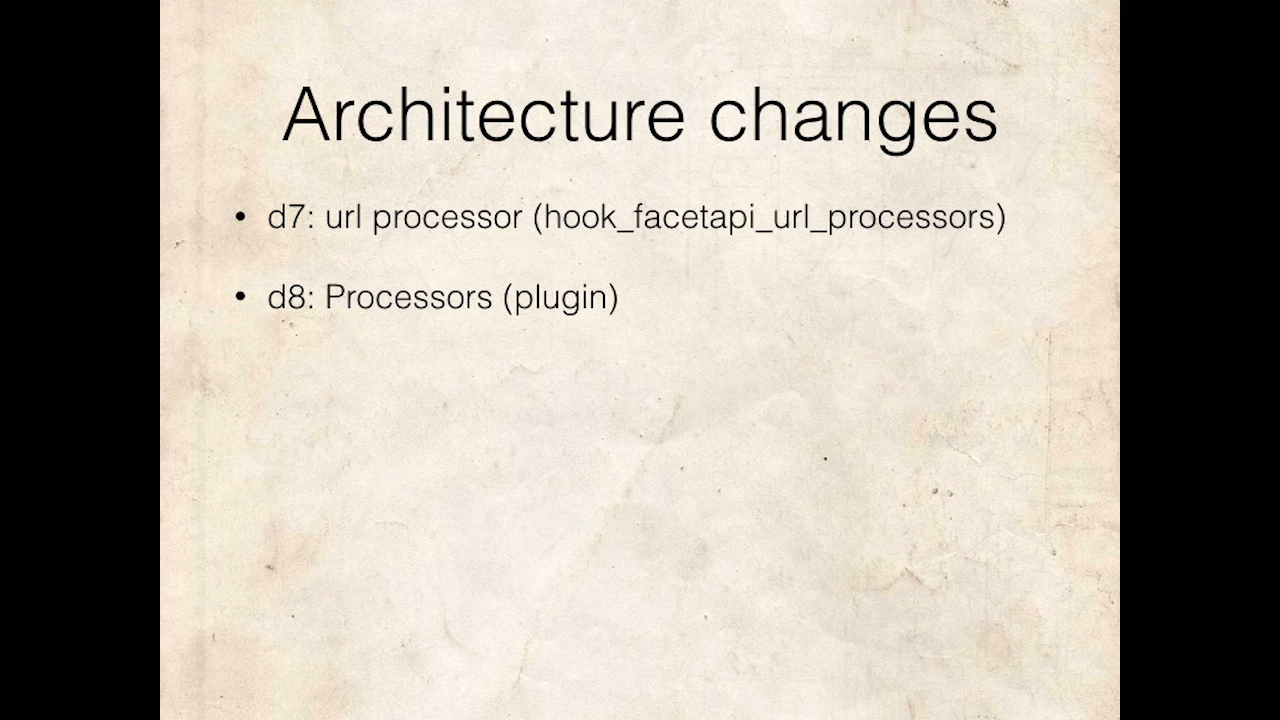 Architecture changes
• d7: url processor (hook_facetapi_url_processors)
• d8: Processors (plugin)